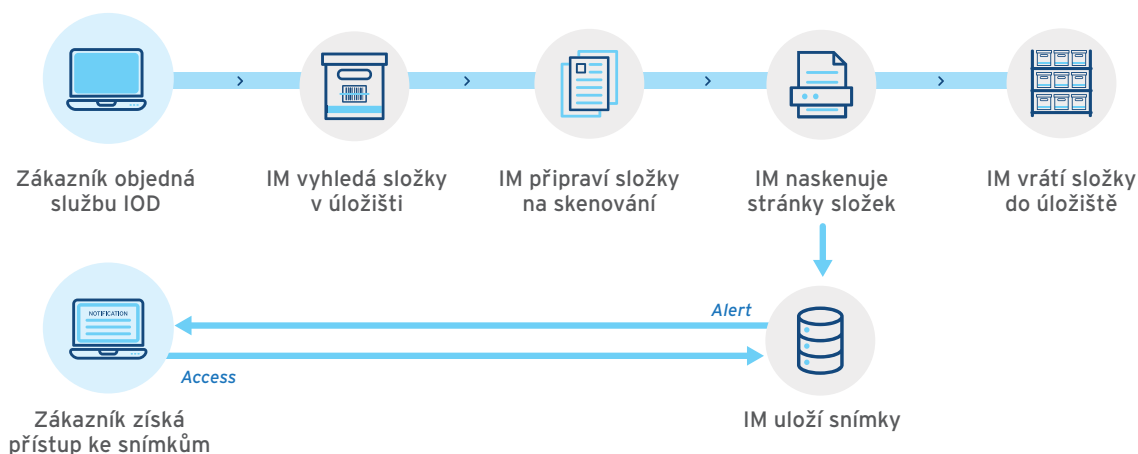 Zákazník objedná
službu IOD
IM vyhledá složky
v úložišti
IM připraví složky
na skenování
IM naskenuje
stránky složek
IM vrátí složky
do úložiště
NOTIFICATION
Alert
Access
Zákazník získá
přístup ke snímkům
IM uloží snímky